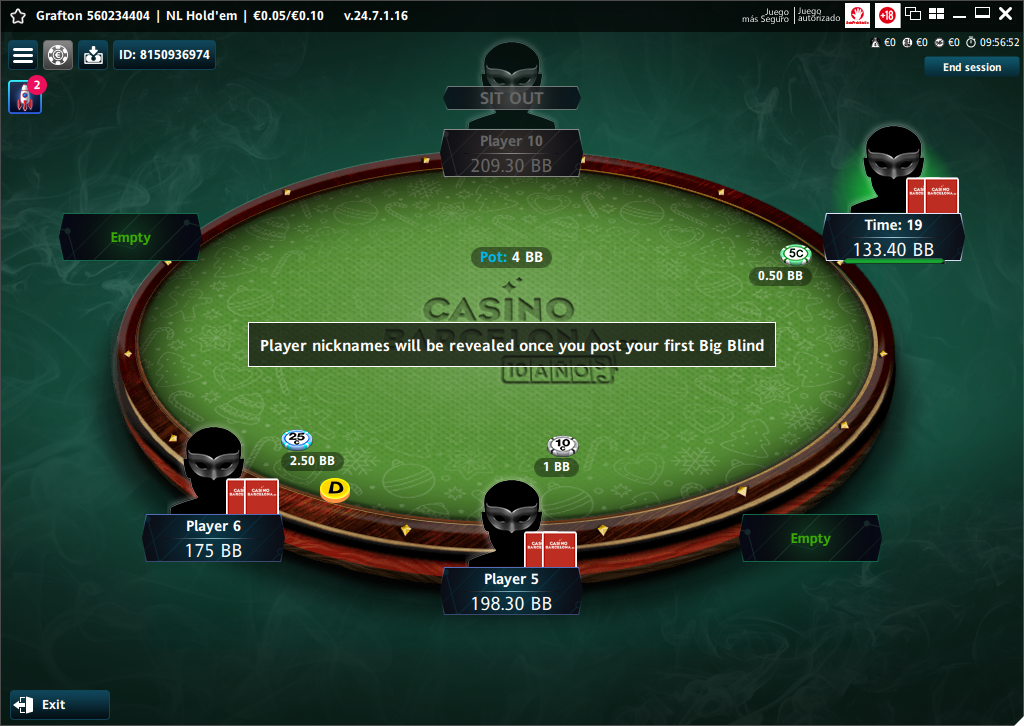 Grafton 560234404 | NL Hold'em | €0.05/€0.10 v.24.7.1.16
Juego más Seguro | Juego autorizado
+18
€0 €0 €0 09:56:52
ID: 8150936974
End session
2
SIT OUT
Player 10
209.30 BB
Time: 19
133.40 BB
Empty
Pot: 4 BB
5C
0.50 BB
CASINO
BARCELONA
Player nicknames will be revealed once you post your first Big Blind
10 AÑOS
25 C
2.50 BB
10 C
1 BB
D
Player 6
175 BB
Player 5
198.30 BB
Empty
Exit